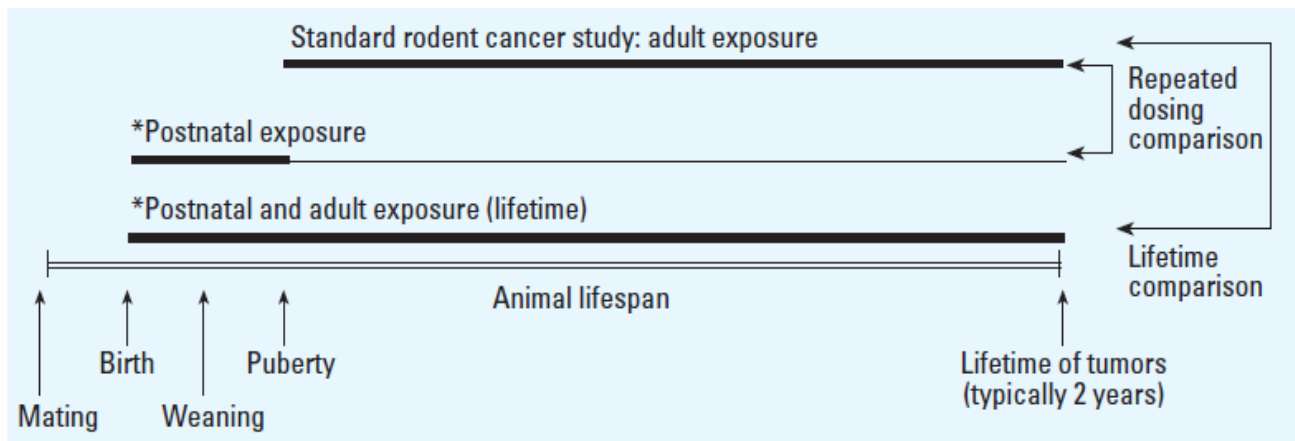 Standard rodent cancer study: adult exposure
Repeated
dosing
comparison
*Postnatal exposure
*Postnatal and adult exposure (lifetime)
Lifetime
comparison
Animal lifespan
Birth
Puberty
Lifetime of tumors
(typically 2 years)
Mating
Weaning